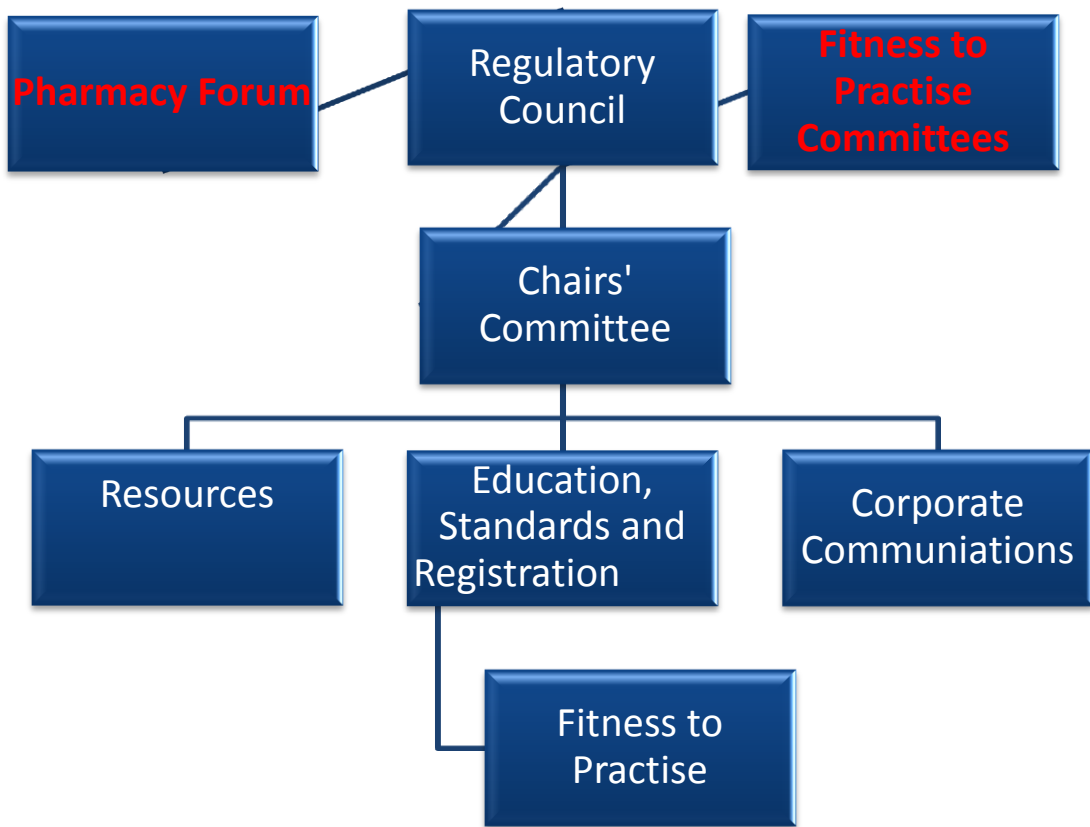 Pharmacy Forum
Regulatory
Council
Fitness to
Practise
Committees
Chairs'
Committee
Resources
Education,
Standards and
Registration
Corporate
Communiations
Fitness to
Practise